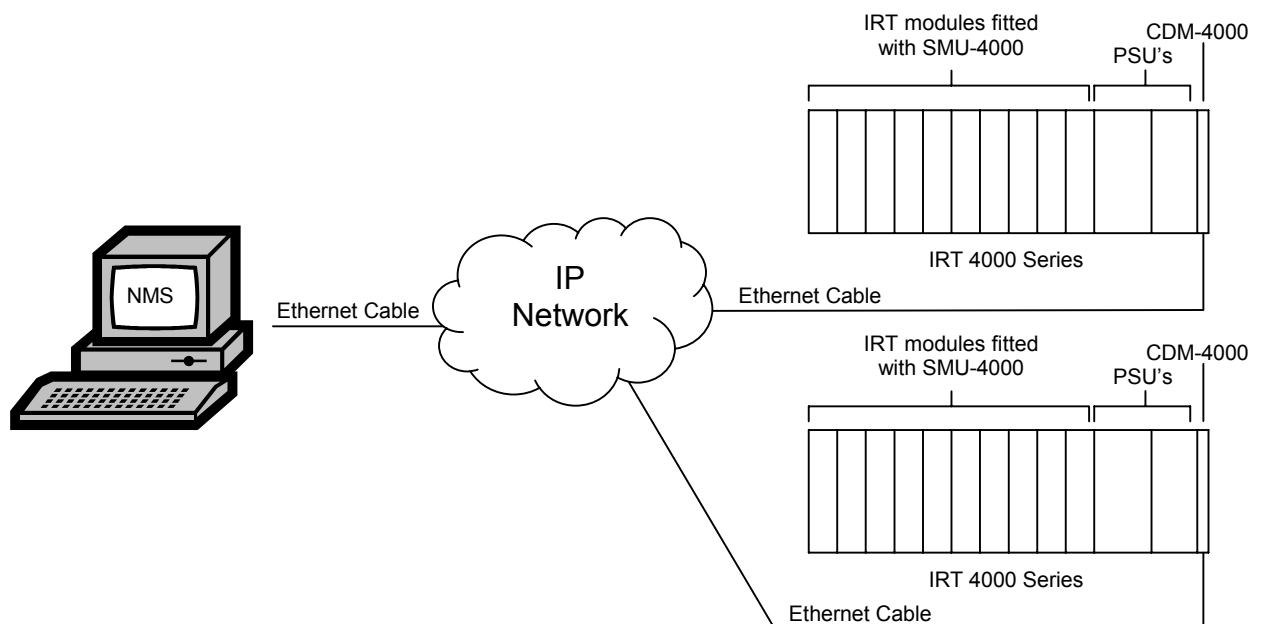 IRT modules fitted
with SMU-4000
CDM-4000
PSU's
IRT 4000 Series
NMS
Ethernet Cable
IP
Network
Ethernet Cable
IRT modules fitted
with SMU-4000
CDM-4000
PSU's
IRT 4000 Series
Ethernet Cable